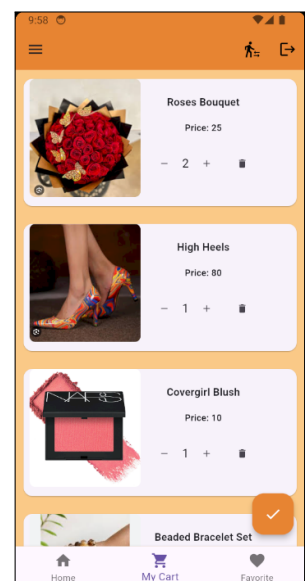 9:58
Roses Bouquet
Price: 25
2
High Heels
Price: 80
1
NARS
Covergirl Blush
Price: 10
1
Beaded Bracelet Set
Home
My Cart
Favorite